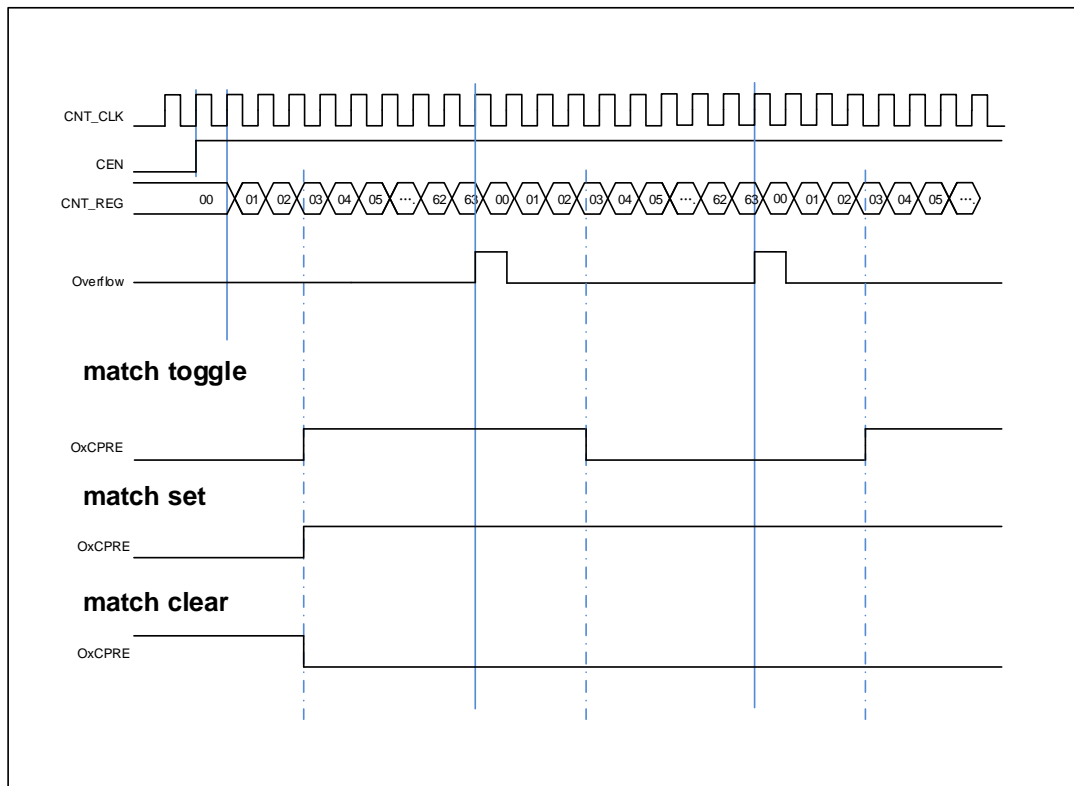 CNT_CLK
CEN
CNT_REG 00 01 02 03 04 05 ···. 62 63 00 01 02 03 04 05 ···. 62 63 00 01 02 03 04 05 ···.
Overflow
match toggle
OxCPRE
match set
OxCPRE
match clear
OxCPRE